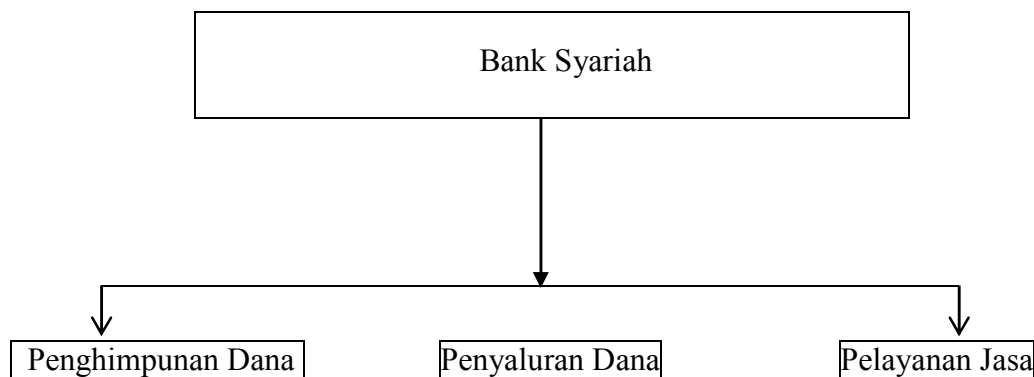 Bank Syariah
Penghimpunan Dana
Penyaluran Dana
Pelayanan Jasa